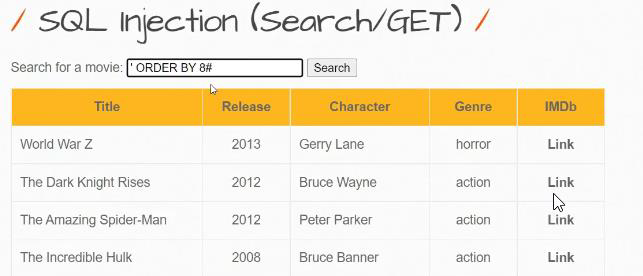 / SQL Injection (Search/GET) /
Search for a movie: ' ORDER BY 8# Search
Title Release Character Genre IMDb
World War Z 2013 Gerry Lane horror Link
The Dark Knight Rises 2012 Bruce Wayne action Link
The Amazing Spider-Man 2012 Peter Parker action Link
The Incredible Hulk 2008 Bruce Banner action Link